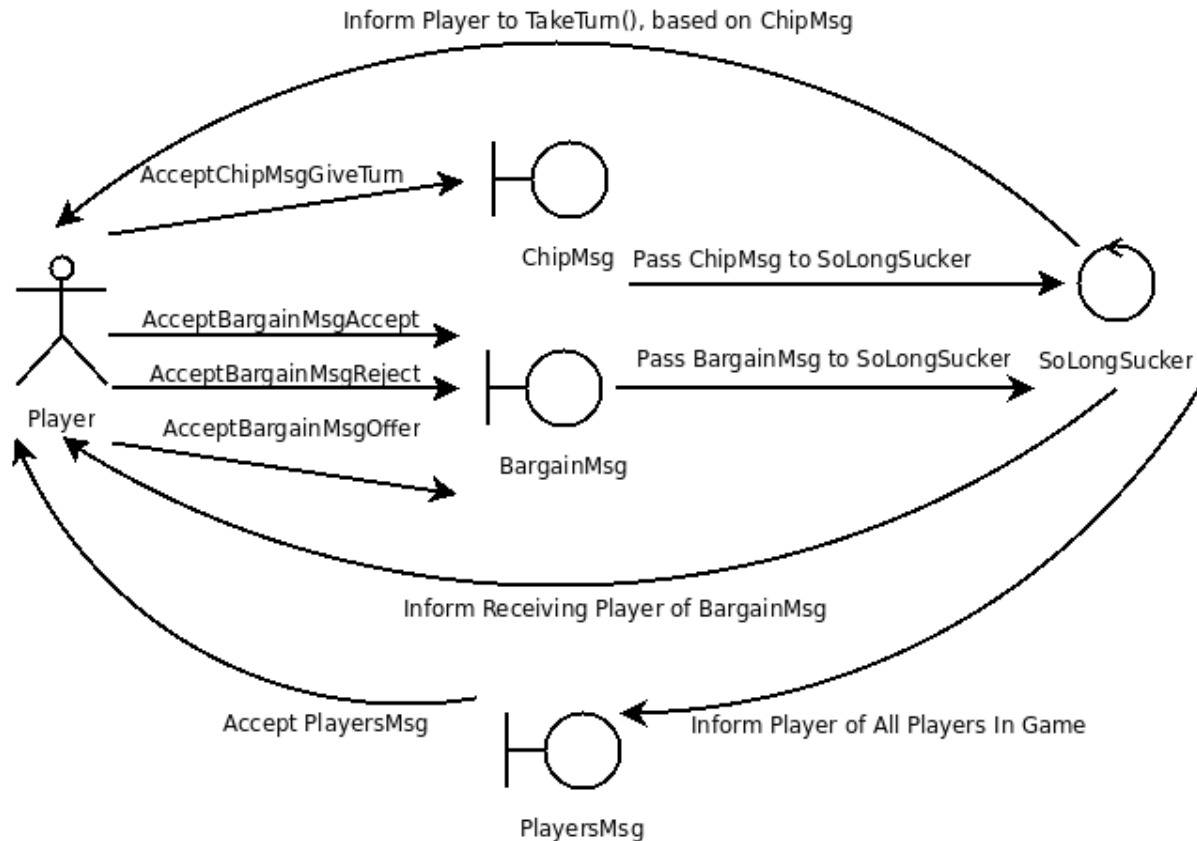 Inform Player to TakeTurn(), based on ChipMsg
AcceptChipMsgGiveTurn
ChipMsg
Pass ChipMsg to SoLongSucker
AcceptBargainMsgAccept
Pass BargainMsg to SoLongSucker
SoLongSucker
AcceptBargainMsgReject
Player
AcceptBargainMsgOffer
BargainMsg
Inform Receiving Player of BargainMsg
Accept PlayersMsg
Inform Player of All Players In Game
PlayersMsg